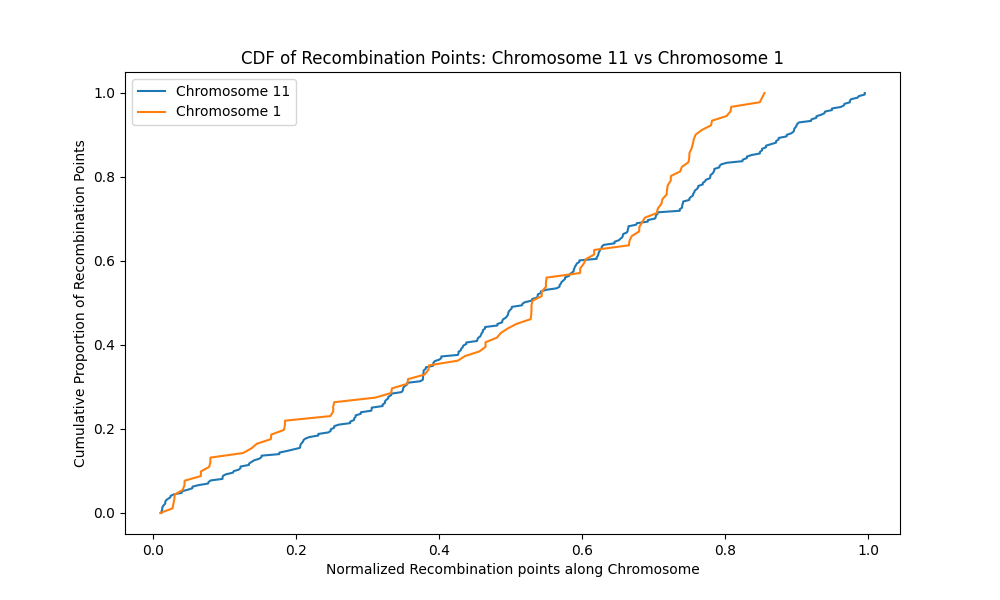 CDF of Recombination Points: Chromosome 11 vs Chromosome 1
Chromosome 11
Chromosome 1
Cumulative Proportion of Recombination Points
1.0
0.8
0.6
0.4
0.2
0.0
0.0 0.2 0.4 0.6 0.8 1.0
Normalized Recombination points along Chromosome